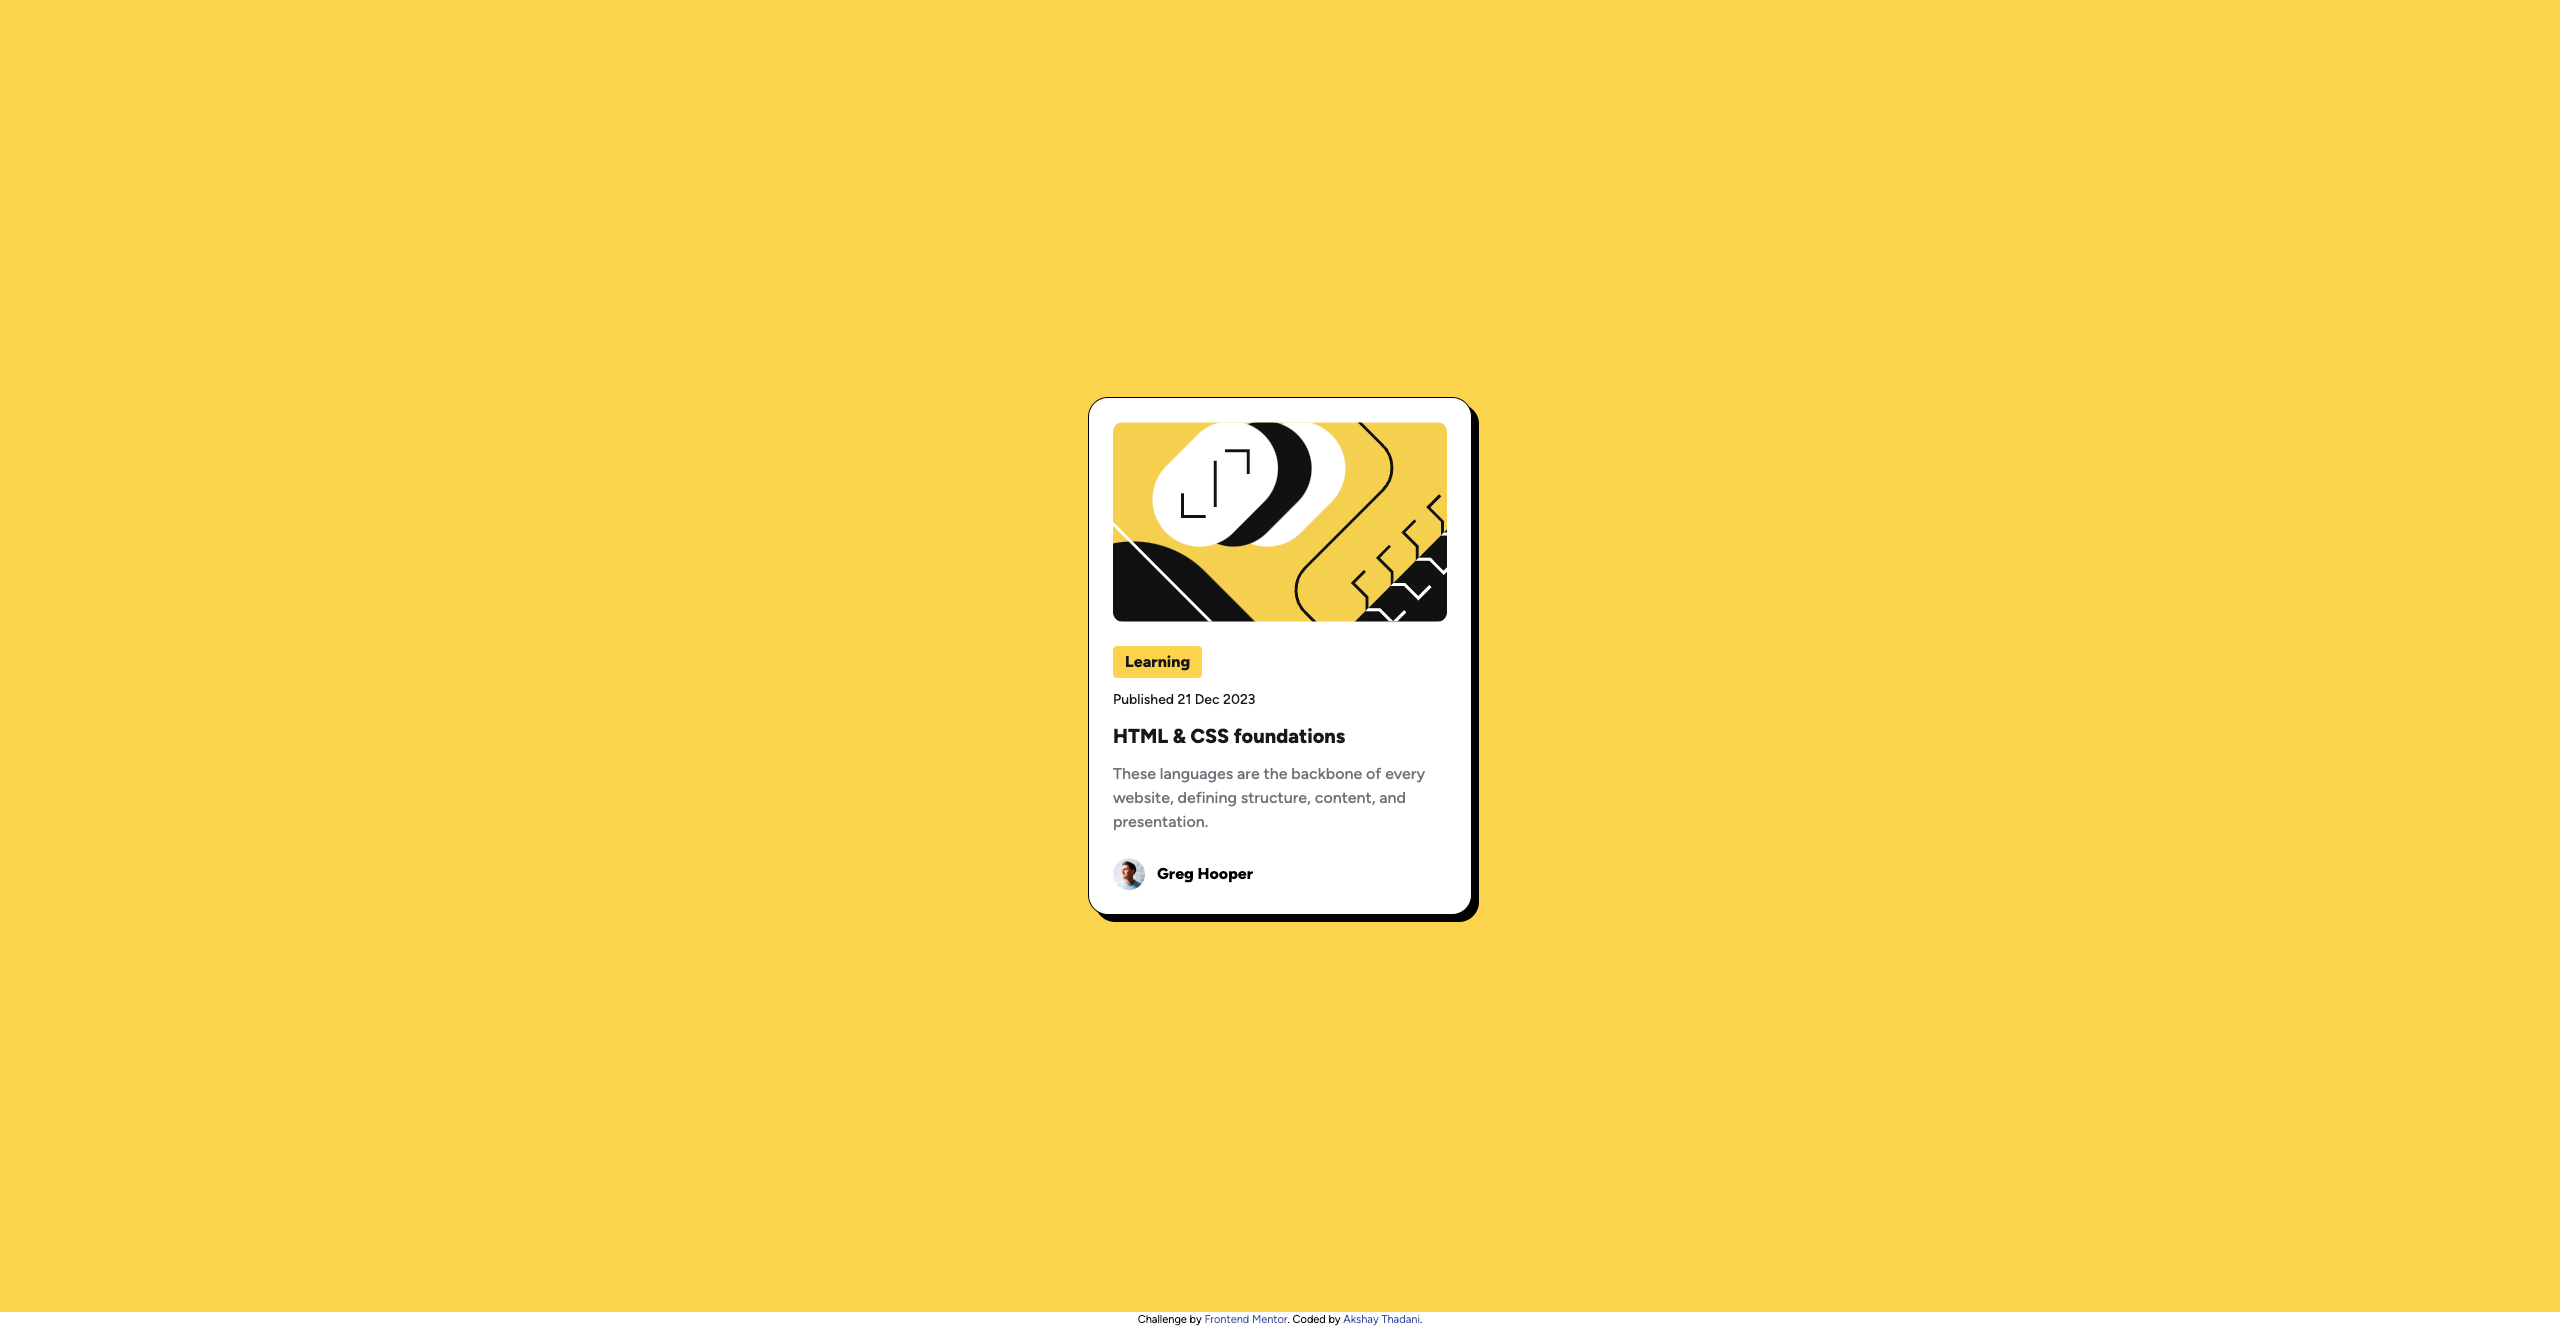 Learning
Published 21 Dec 2023
HTML & CSS foundations
These languages are the backbone of every
website, defining structure, content, and
presentation.
Greg Hooper
Challenge by Frontend Mentor. Coded by Akshay Thadani.